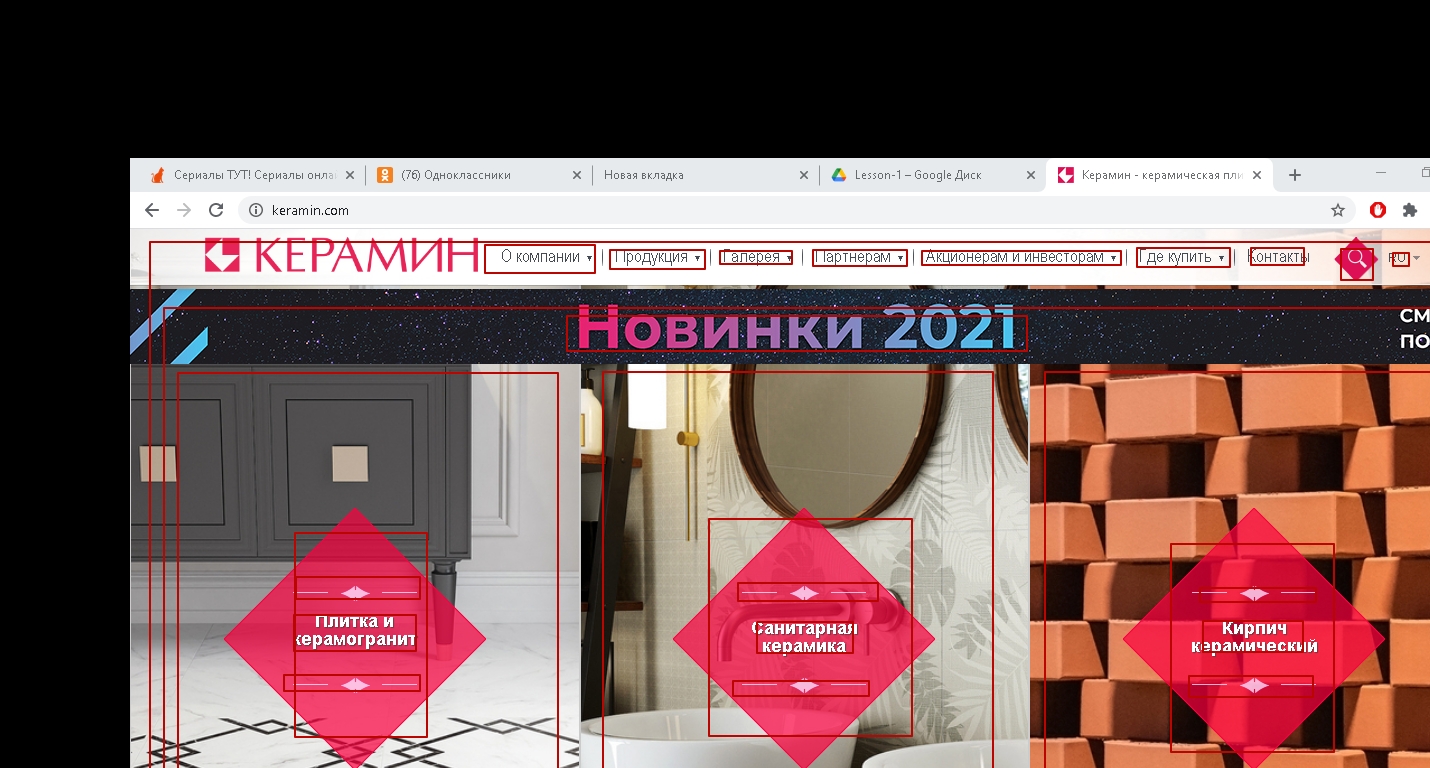 Сериалы ТУТ! Сериалы онла
(76) Одноклассники
Новая вкладка
Lesson-1 – Google Диск
Керамин - керамическая пли
keramin.com
КЕРАМИН
О компании
Продукция
Галерея
Партнерам
Акционерам и инвесторам
Где купить
Контакты
RU
Новинки 2021
СМ
ПО
Плитка и
керамогранит
Санитарная
керамика
Кирпич
керамический